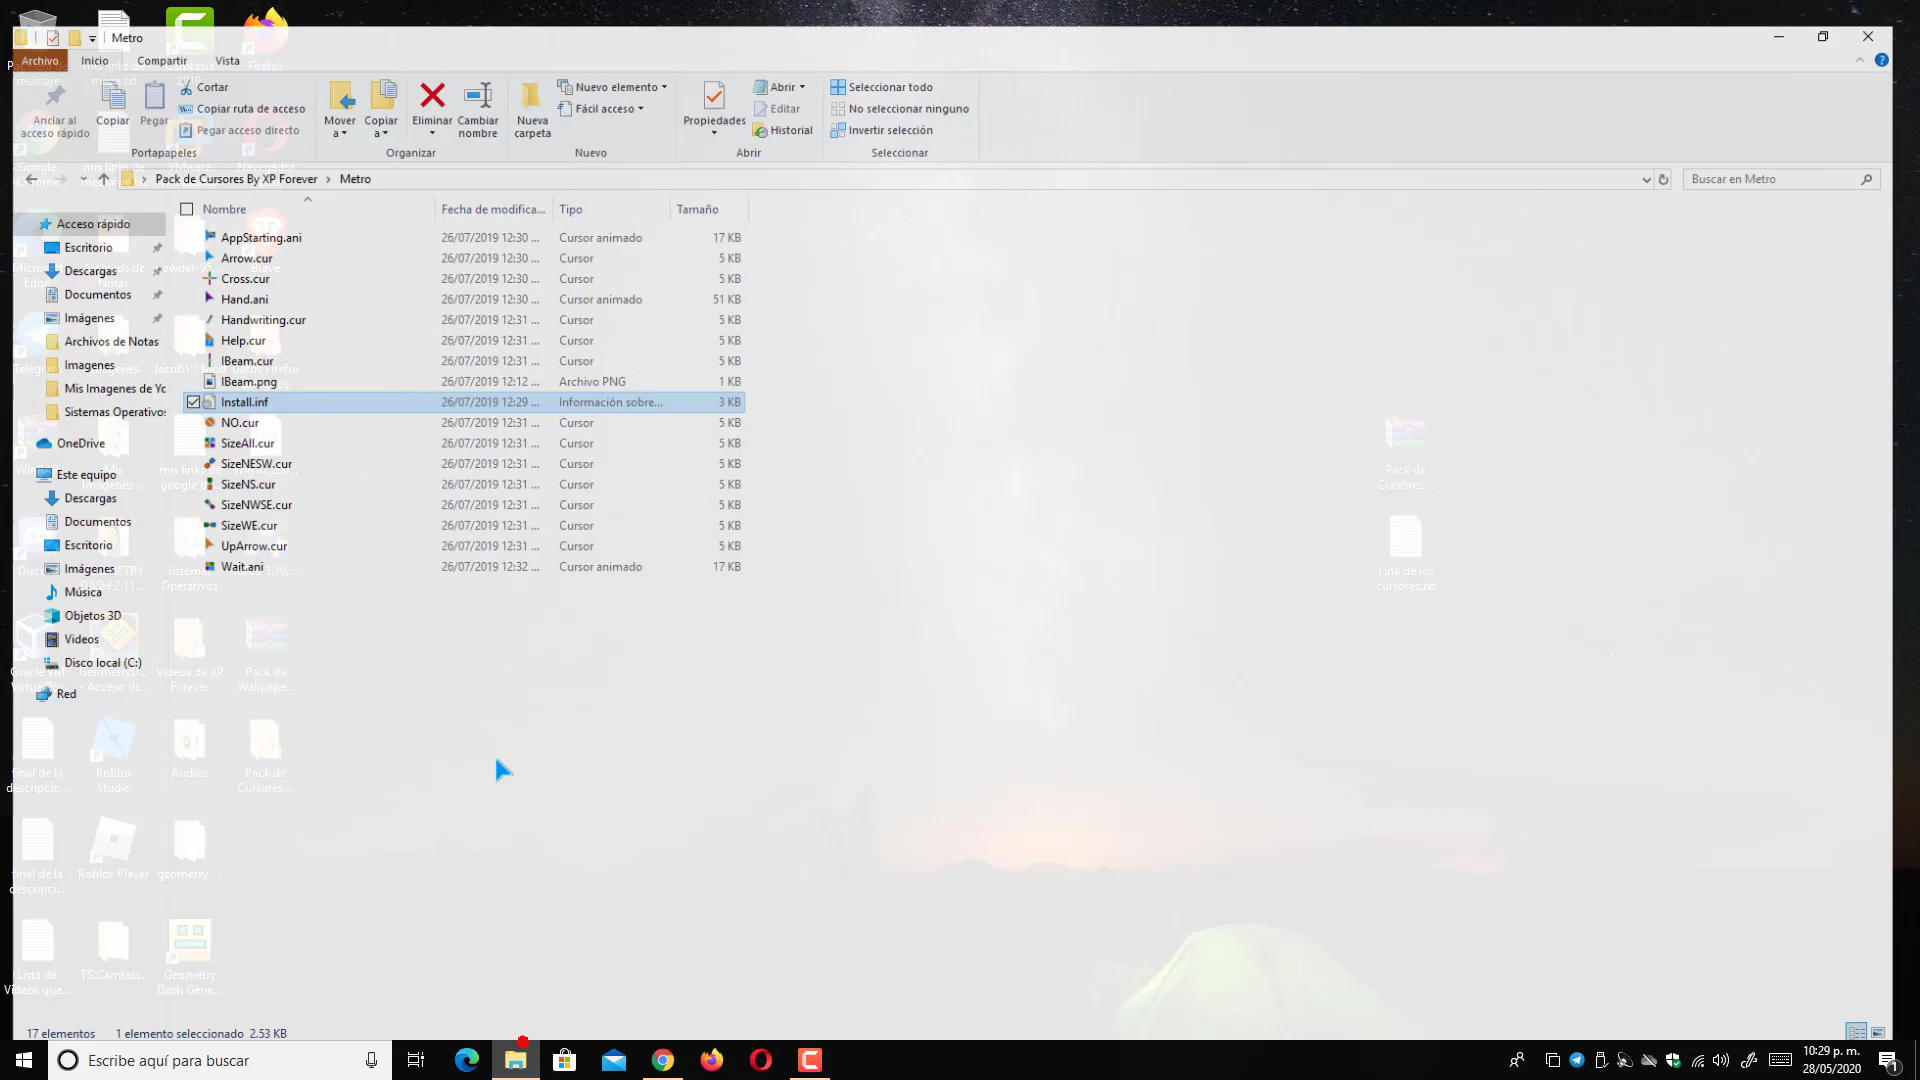 Metro
Archivo Inicio Compartir Vista
Anclar al acceso rápido
Copiar
Pegar
Cortar
Copiar ruta de acceso
Pegar acceso directo
Portapapeles
Mover a
Copiar a
Eliminar
Cambiar nombre
Organizar
Nueva carpeta
Nuevo elemento
Fácil acceso
Nuevo
Propiedades
Abrir
Editar
Historial
Abrir
Seleccionar todo
No seleccionar ninguno
Invertir selección
Seleccionar
Pack de Cursores By XP Forever > Metro
Buscar en Metro
Acceso rápido
Escritorio
Descargas
Documentos
Imágenes
Archivos de Notas
Imagenes
Mis Imagenes de Yc
Sistemas Operativos
OneDrive
Este equipo
Descargas
Documentos
Escritorio
Imágenes
Música
Objetos 3D
Videos
Disco local (C:)
Red
Nombre Fecha de modifica... Tipo Tamaño
AppStarting.ani 26/07/2019 12:30 ... Cursor animado 17 KB
Arrow.cur 26/07/2019 12:30 ... Cursor 5 KB
Cross.cur 26/07/2019 12:30 ... Cursor 5 KB
Hand.ani 26/07/2019 12:30 ... Cursor animado 51 KB
Handwriting.cur 26/07/2019 12:31 ... Cursor 5 KB
Help.cur 26/07/2019 12:31 ... Cursor 5 KB
IBeam.cur 26/07/2019 12:31 ... Cursor 5 KB
IBeam.png 26/07/2019 12:12 ... Archivo PNG 1 KB
Install.inf 26/07/2019 12:29 ... Información sobre... 3 KB
NO.cur 26/07/2019 12:31 ... Cursor 5 KB
SizeAll.cur 26/07/2019 12:31 ... Cursor 5 KB
SizeNESW.cur 26/07/2019 12:31 ... Cursor 5 KB
SizeNS.cur 26/07/2019 12:31 ... Cursor 5 KB
SizeNWSE.cur 26/07/2019 12:31 ... Cursor 5 KB
SizeWE.cur 26/07/2019 12:31 ... Cursor 5 KB
UpArrow.cur 26/07/2019 12:31 ... Cursor 5 KB
Wait.ani 26/07/2019 12:32 ... Cursor animado 17 KB
Pack de
Cursores
Link de los
cursores.txt
Videos de XP
Forever
Pack de
Wallpape...
final de la
descripcio...
Roblox
Studio
Audios
Pack de
Cursores...
final de la
descripci...
Roblox Player
geometry-...
Lista de
Videos que...
TS.Camtasi...
Geometry
Dash Gene...
17 elementos 1 elemento seleccionado 2.53 KB
Escribe aquí para buscar
10:29 p. m.
28/05/2020
1